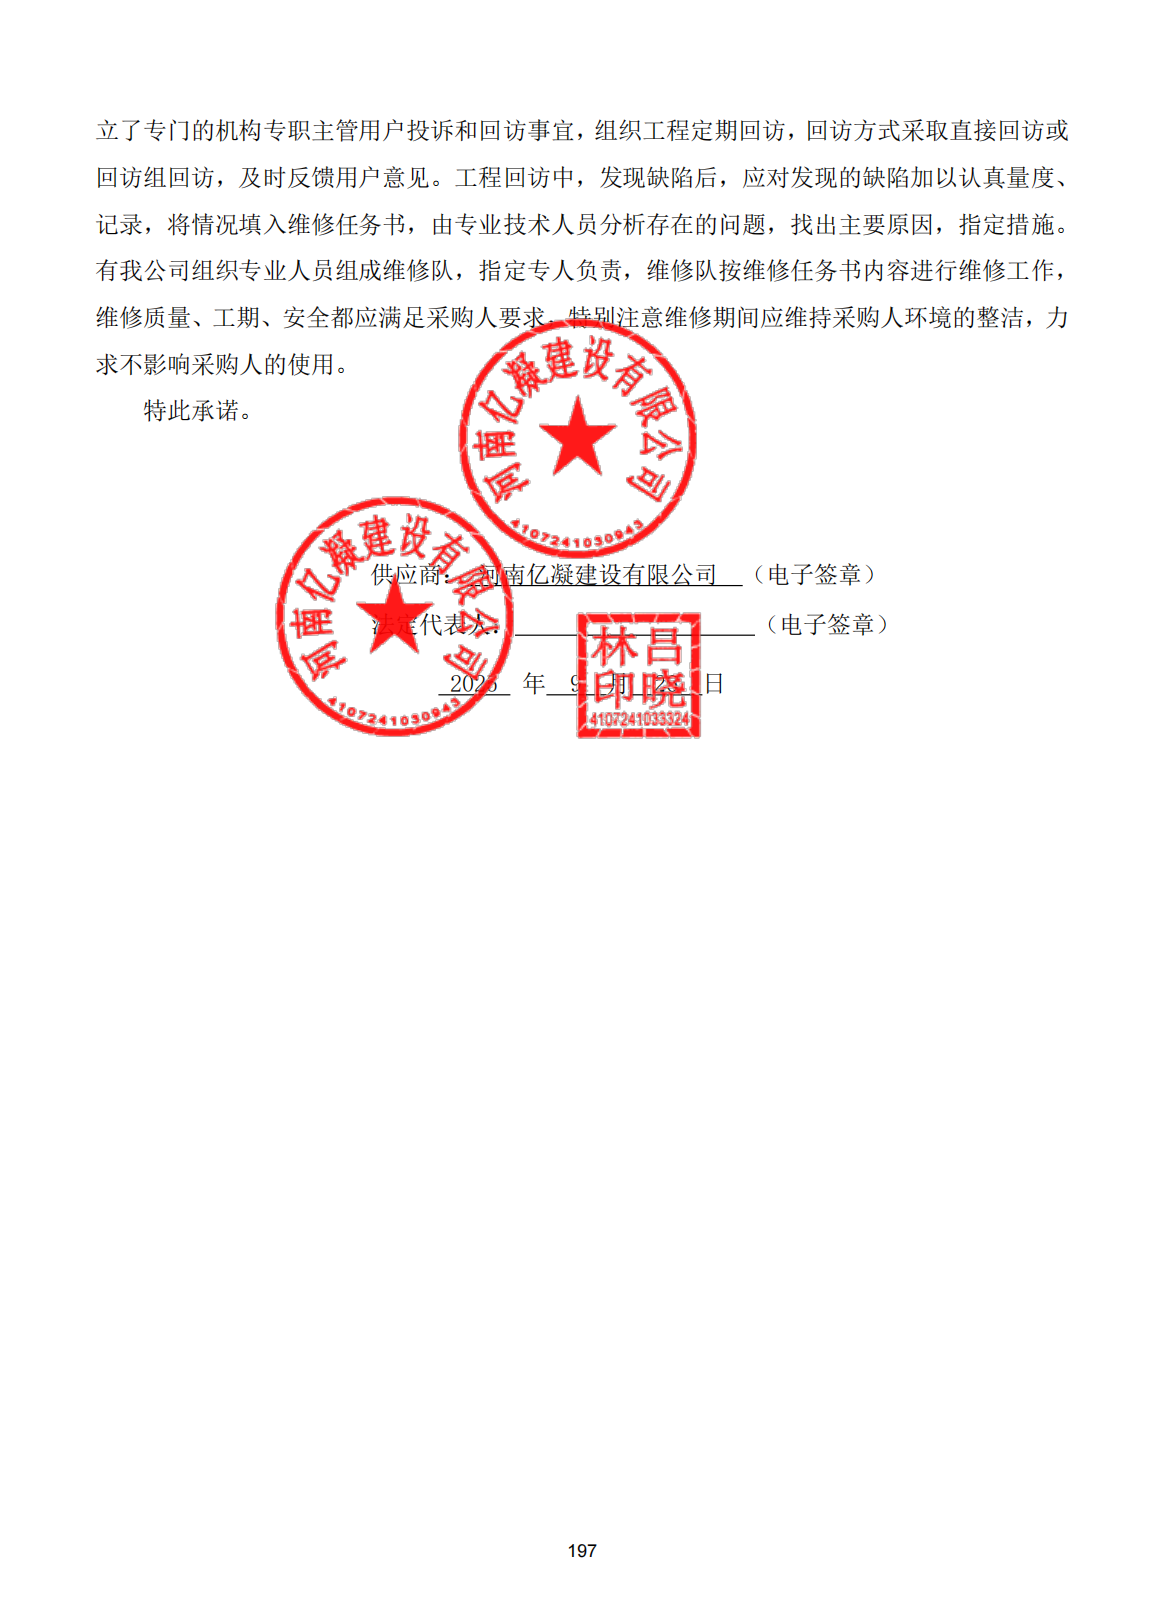 立了专门的机构专职主管用户投诉和回访事宜，组织工程定期回访，回访方式采取直接回访或
回访组回访，及时反馈用户意见。工程回访中，发现缺陷后，应对发现的缺陷加以认真量度、
记录，将情况填入维修任务书，由专业技术人员分析存在的问题，找出主要原因，指定措施。
有我公司组织专业人员组成维修队，指定专人负责，维修队按维修任务书内容进行维修工作，
维修质量、工期、安全都应满足采购人要求，特别注意维修期间应维持采购人环境的整洁，力
求不影响采购人的使用。
特此承诺。
河南亿凝建设有限公司
4107241030943
河南亿凝建设有限公司
4107241030943
供应商：河南亿凝建设有限公司（电子签章）
法定代表人：（电子签章）
吕晓林印
4107241033324
年 9 月 日
197